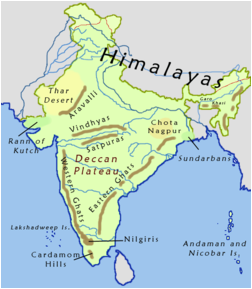 Himalayas
Thar
Desert
Aravalli
Garo
Khasi
Vindhyas
Satpuras
Chota
Nagpur
Rann of
Kutch
Sundarbans
Deccan
Plateau
Western Ghats
Eastern Ghats
Lakshadweep Is.
Nilgiris
Andaman and
Nicobar Is.
Cardamom
Hills